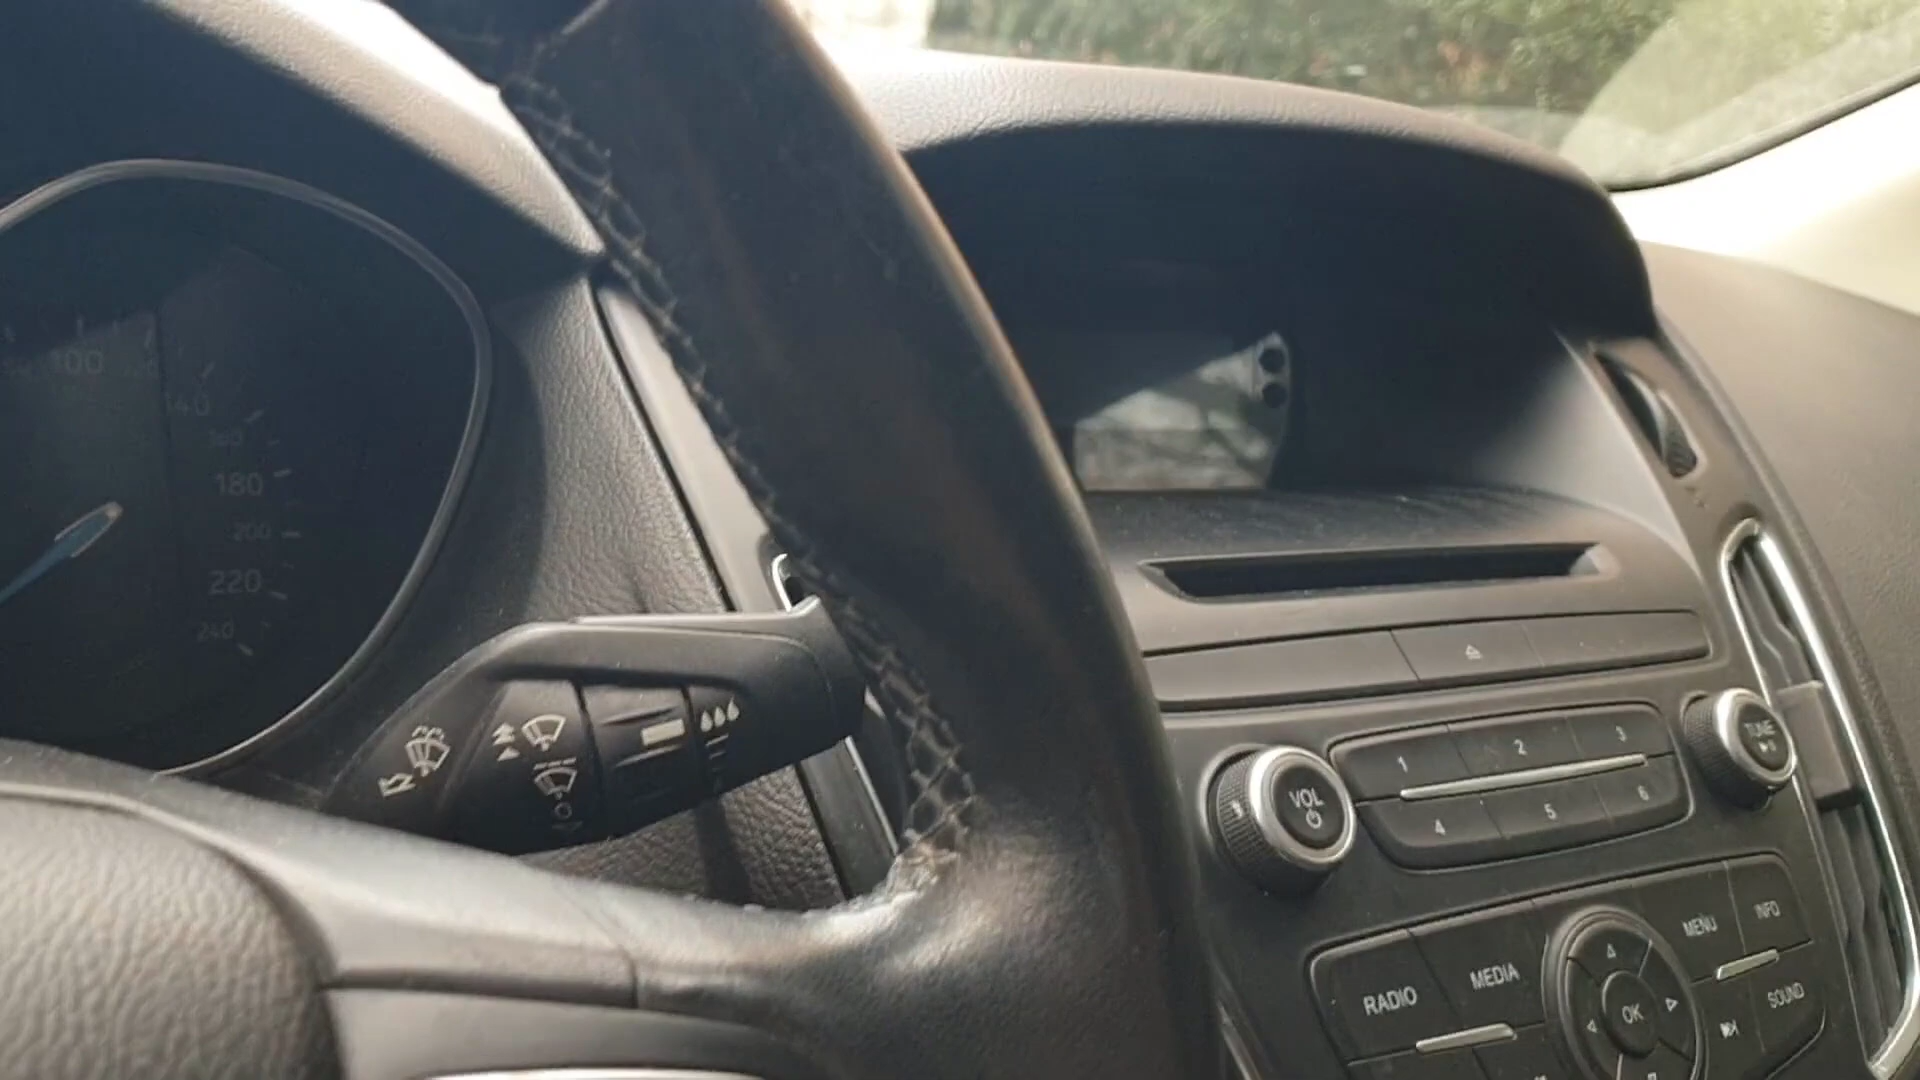 100
140
160
180
200
220
240
VOL
1 2 3
4 5 6
TUNE
RADIO
MEDIA
MENU
INFO
SOUND
OK